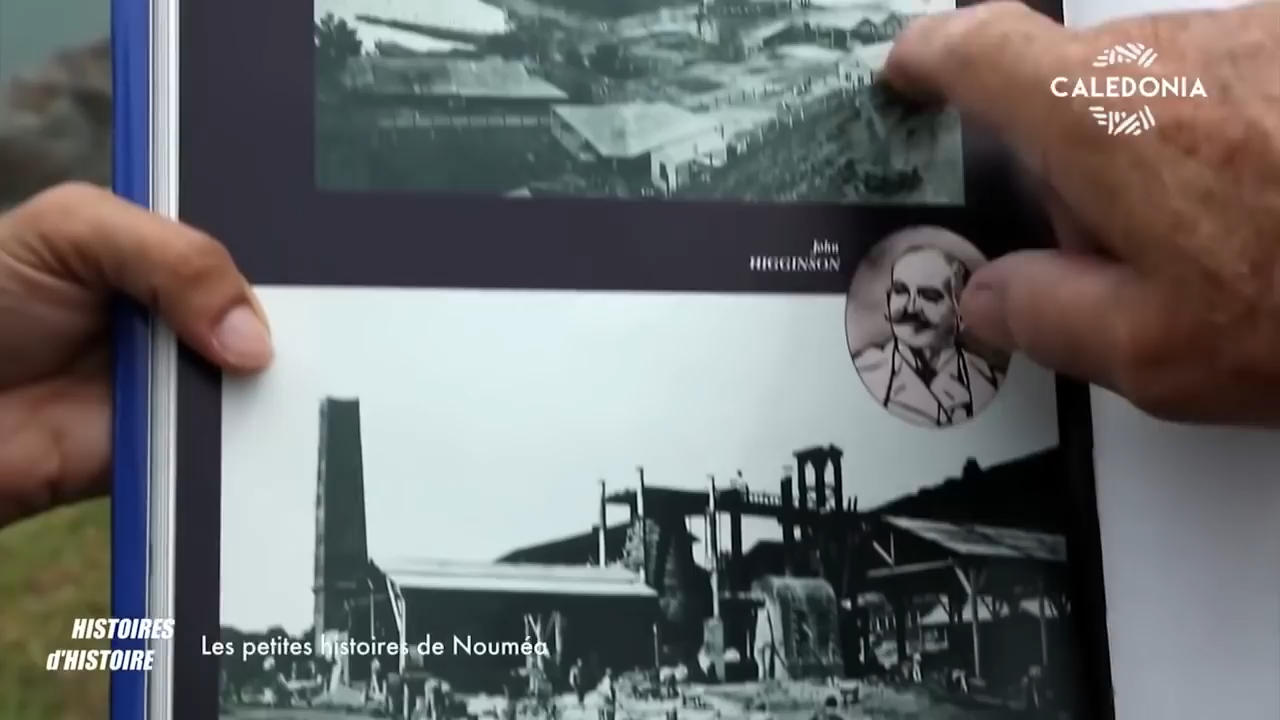 CALEDONIA
John
HIGGINSON
HISTOIRES
d'HISTOIRE
Les petites histoires de Nouméa